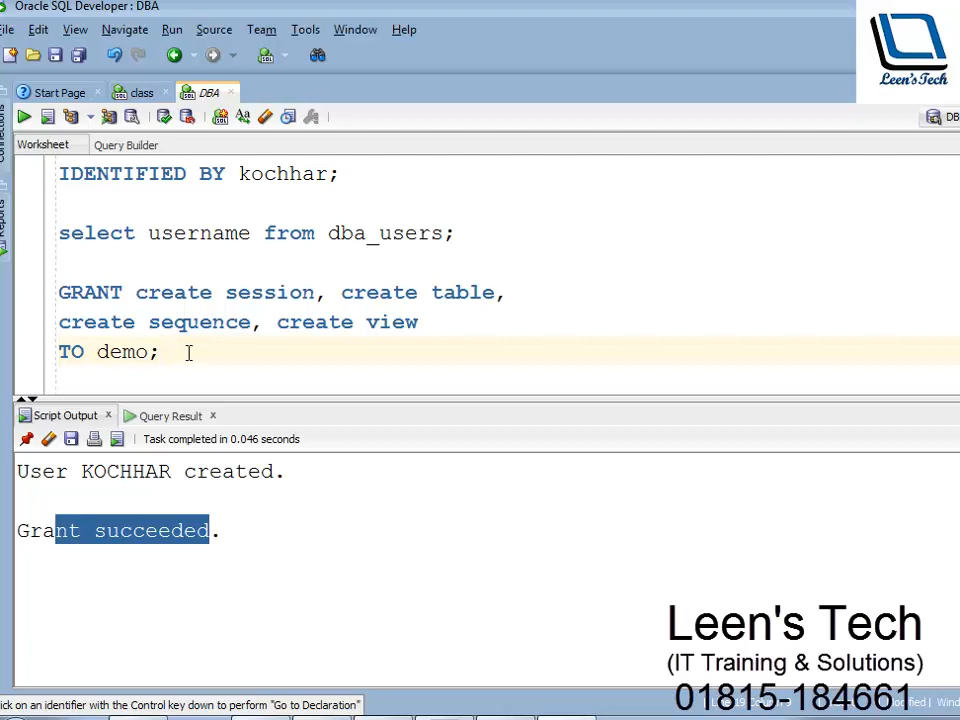 Oracle SQL Developer : DBA
File Edit View Navigate Run Source Team Tools Window Help
Leen'sTech
Start Page class DBA
DB
Connections
Worksheet Query Builder
Reports
IDENTIFIED BY kochhar;
select username from dba_users;
GRANT create session, create table,
create sequence, create view
TO demo;
Script Output Query Result
Task completed in 0.046 seconds
User KOCHHAR created.
Grant succeeded.
Leen's Tech
(IT Training & Solutions)
01815-184661
ick on an identifier with the Control key down to perform "Go to Declaration"